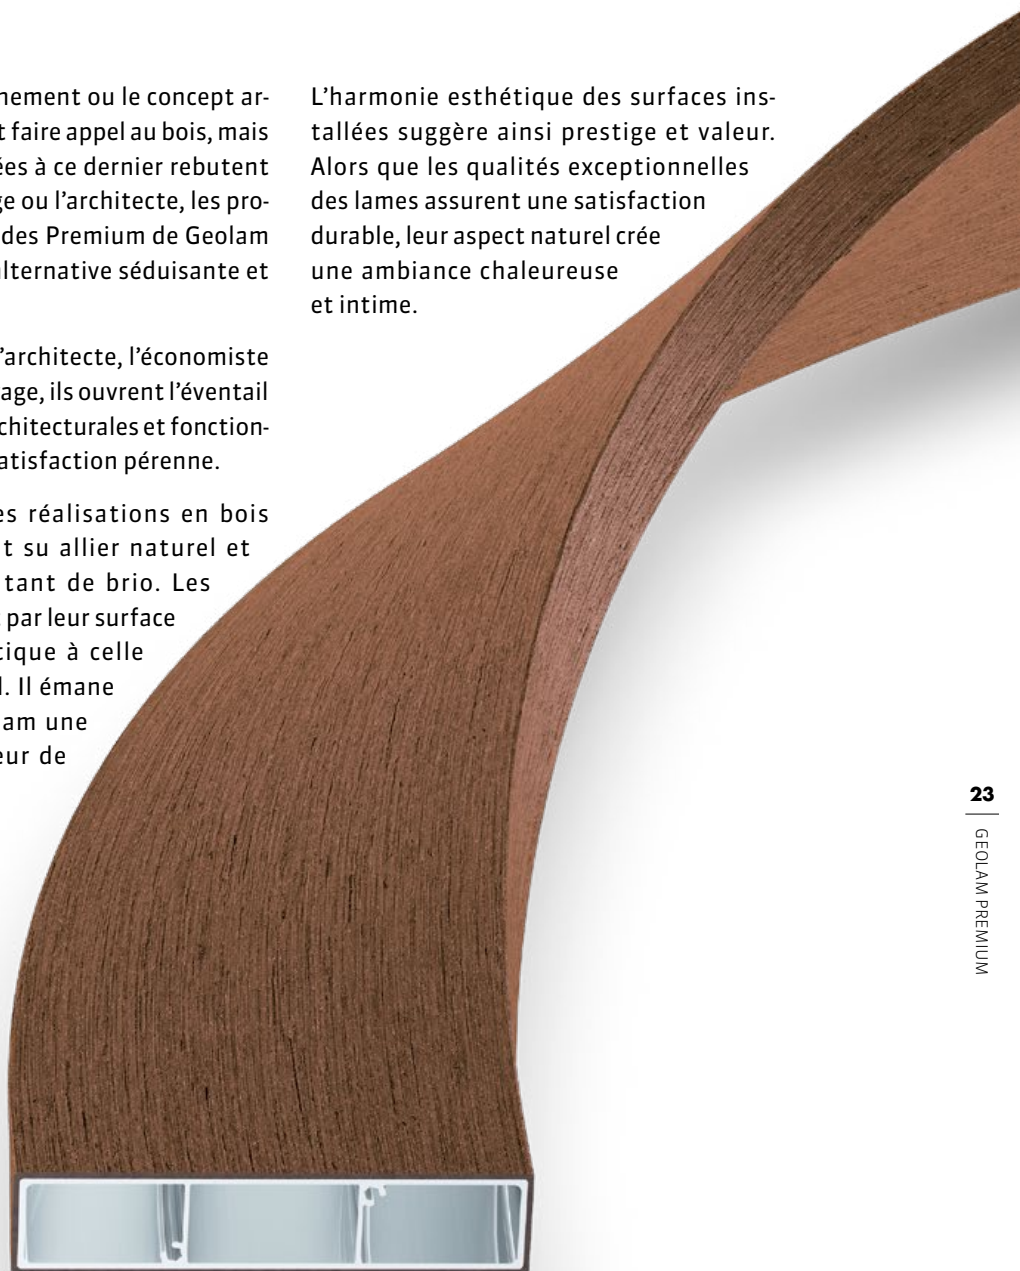 nement ou le concept ar-
t faire appel au bois, mais
ées à ce dernier rebutent
ge ou l'architecte, les pro-
des Premium de Geolam
alternative séduisante et
'architecte, l'économiste
age, ils ouvrent l'éventail
chitecturales et fonction-
atisfaction pérenne.
es réalisations en bois
t su allier naturel et
tant de brio. Les
par leur surface
tique à celle
l. Il émane
am une
eur de
L'harmonie esthétique des surfaces ins-
tallées suggère ainsi prestige et valeur.
Alors que les qualités exceptionnelles
des lames assurent une satisfaction
durable, leur aspect naturel crée
une ambiance chaleureuse
et intime.
23
GEOLAM PREMIUM